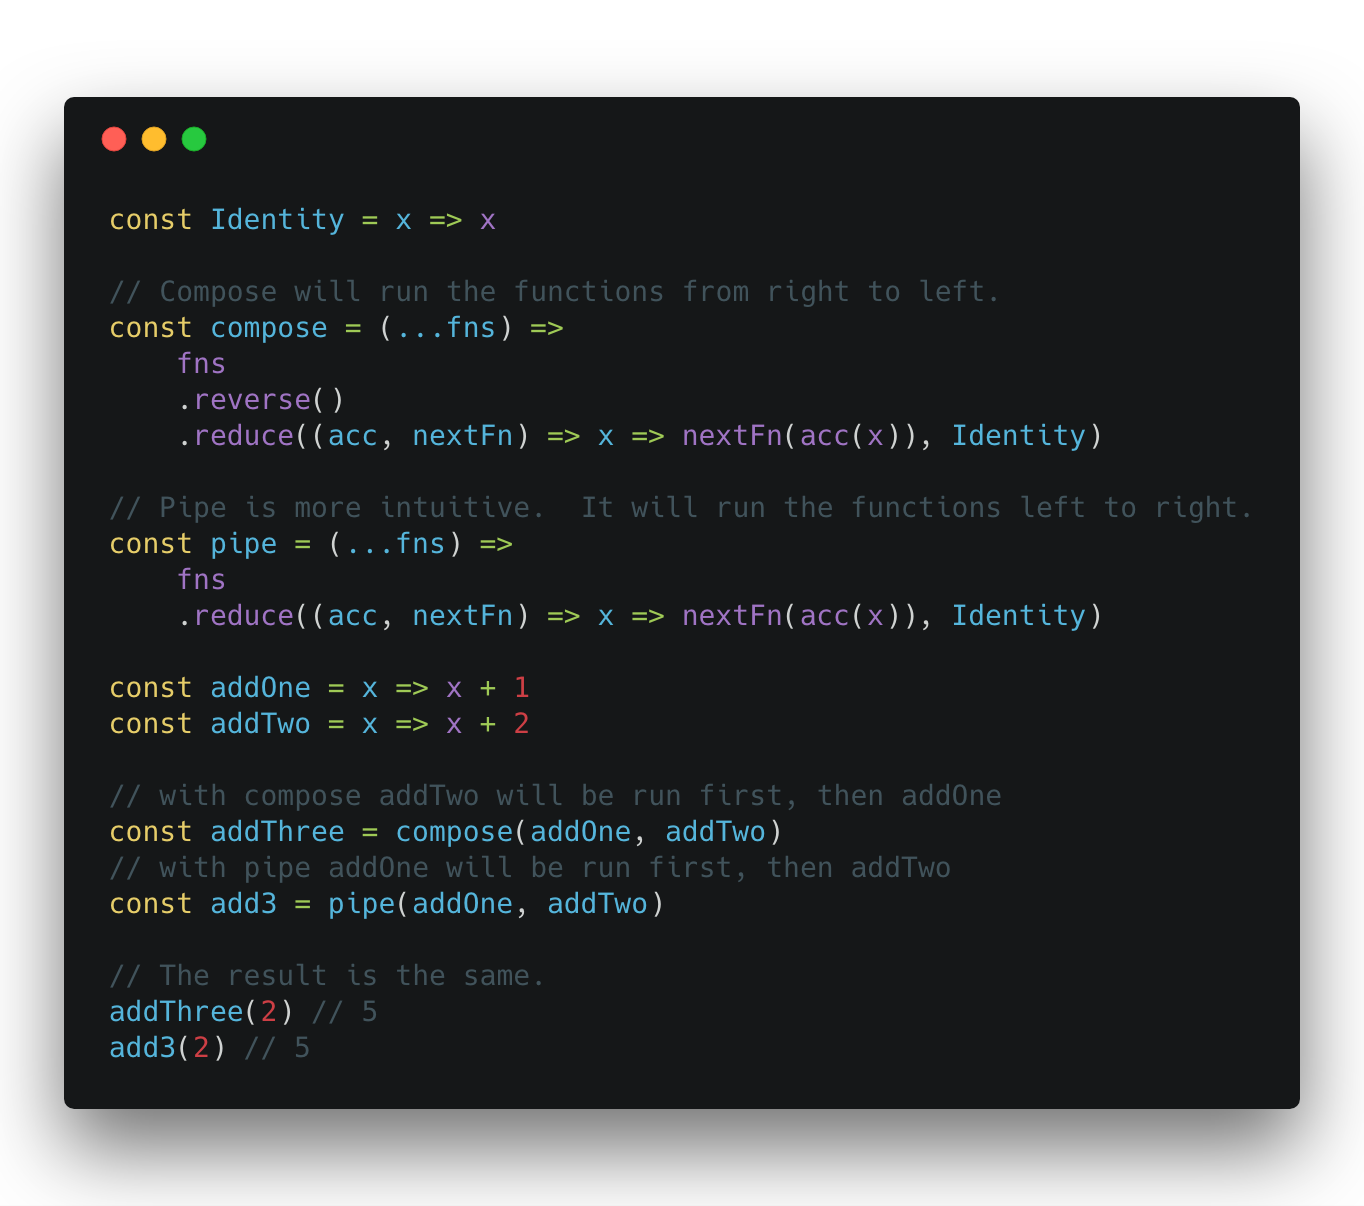 const Identity = x => x

// Compose will run the functions from right to left.
const compose = (...fns) =>
    fns
    .reverse()
    .reduce((acc, nextFn) => x => nextFn(acc(x)), Identity)

// Pipe is more intuitive.  It will run the functions left to right.
const pipe = (...fns) =>
    fns
    .reduce((acc, nextFn) => x => nextFn(acc(x)), Identity)

const addOne = x => x + 1
const addTwo = x => x + 2

// with compose addTwo will be run first, then addOne
const addThree = compose(addOne, addTwo)
// with pipe addOne will be run first, then addTwo
const add3 = pipe(addOne, addTwo)

// The result is the same.
addThree(2) // 5
add3(2) // 5